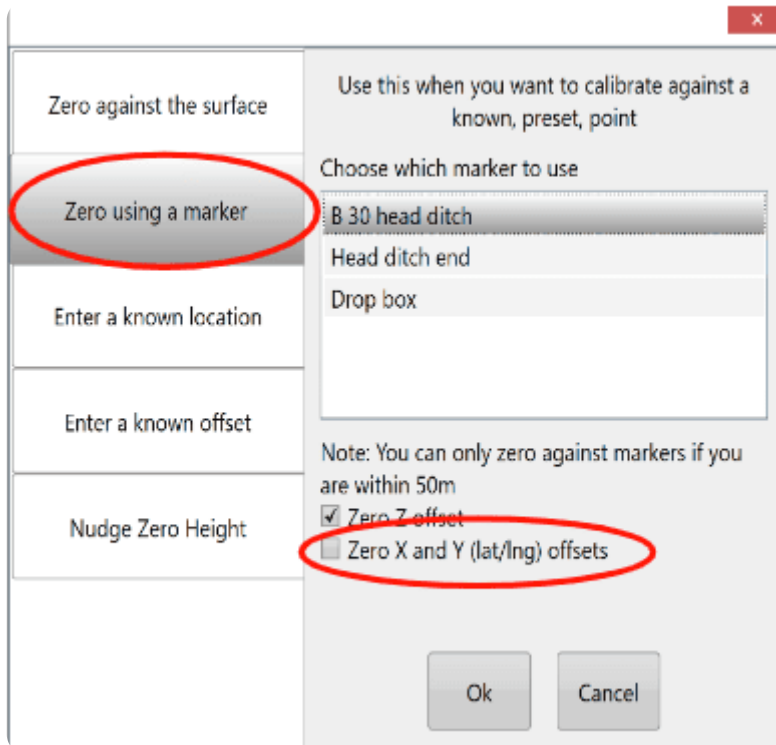 Zero against the surface
Zero using a marker
Enter a known location
Enter a known offset
Nudge Zero Height
Use this when you want to calibrate against a
known, preset, point
Choose which marker to use
B 30 head ditch
Head ditch end
Drop box
Note: You can only zero against markers if you
are within 50m
Zero Z offset
Zero X and Y (lat/lng) offsets
Ok
Cancel